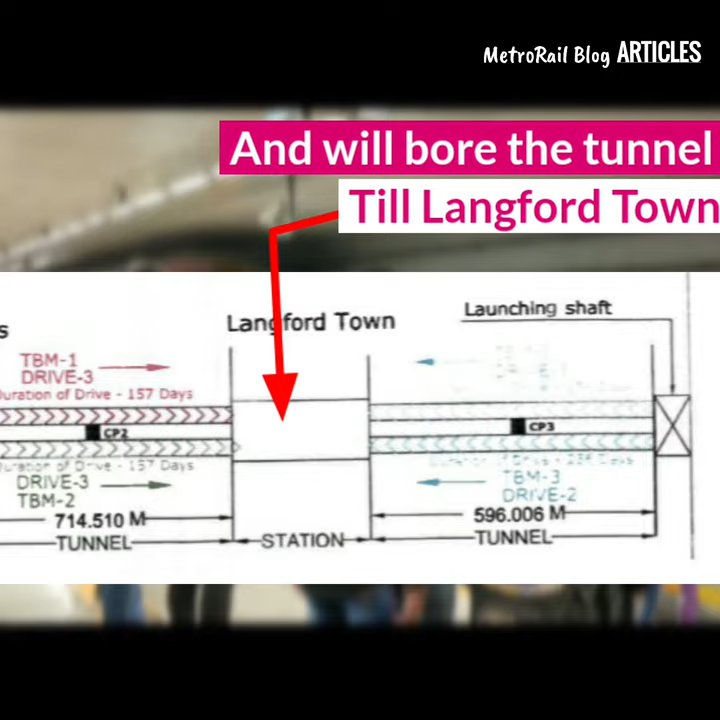 MetroRail Blog ARTICLES
And will bore the tunnel
Till Langford Town
s
Langford Town
Launching shaft
TBM-1
DRIVE-3
Duration of Drive - 157 Days
CP2
CP3
Duration of Drive - 157 Days
DRIVE-3
TBM-2
TBM-3
DRIVE-2
714.510 M
596.006 M
TUNNEL
STATION
TUNNEL